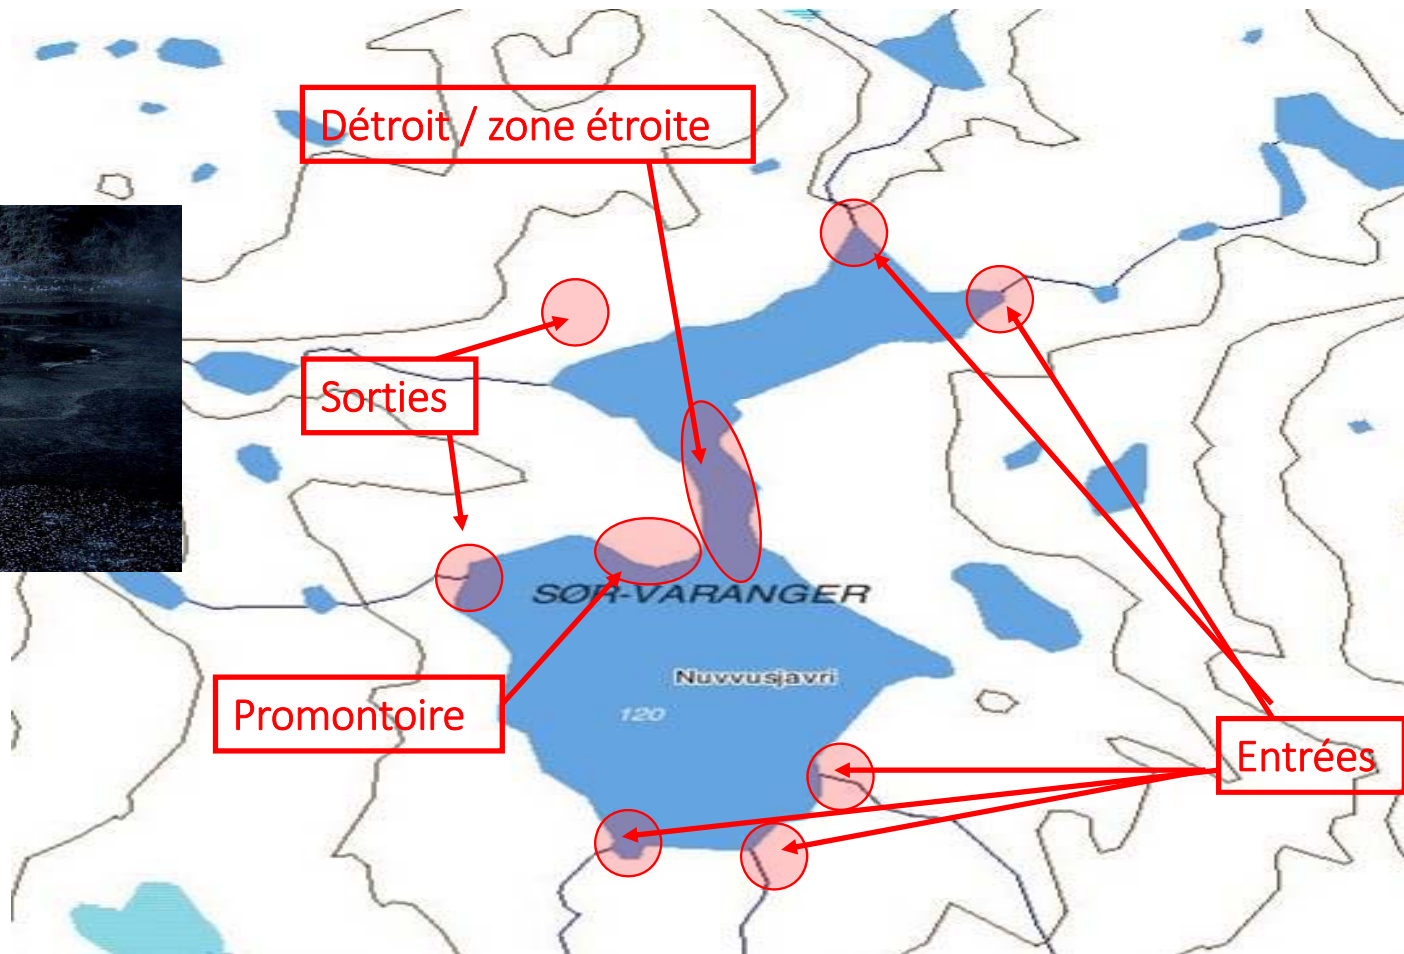 Détroit / zone étroite
Sorties
SØR-VARANGER
Nuvvusjavri
Promontoire
120
Entrées